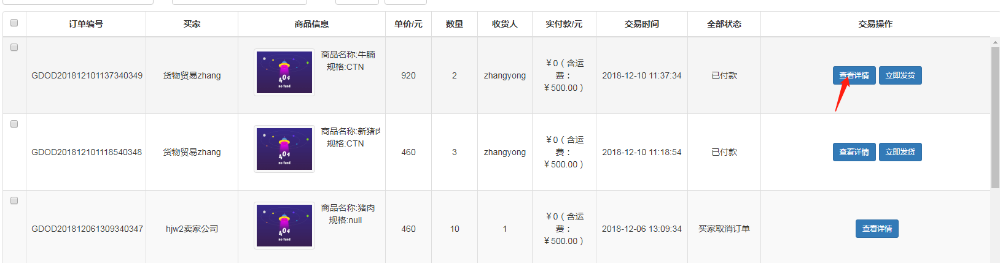 订单编号 买家 商品信息 单价/元 数量 收货人 实付款/元 交易时间 全部状态 交易操作
商品名称:牛腩
规格:CTN
GDOD201812101137340349 货物贸易zhang 404 no fund 920 2 zhangyong ￥0（含运
费：
￥500.00） 2018-12-10 11:37:34 已付款 查看详情 立即发货
商品名称:新猪肉
规格:CTN
GDOD201812101118540348 货物贸易zhang 404 no fund 460 3 zhangyong ￥0（含运
费：
￥500.00） 2018-12-10 11:18:54 已付款 查看详情 立即发货
商品名称:猪肉
规格:null
GDOD201812061309340347 hjw2卖家公司 404 no fund 460 10 1 ￥0（含运
费：
￥500.00） 2018-12-06 13:09:34 买家取消订单 查看详情